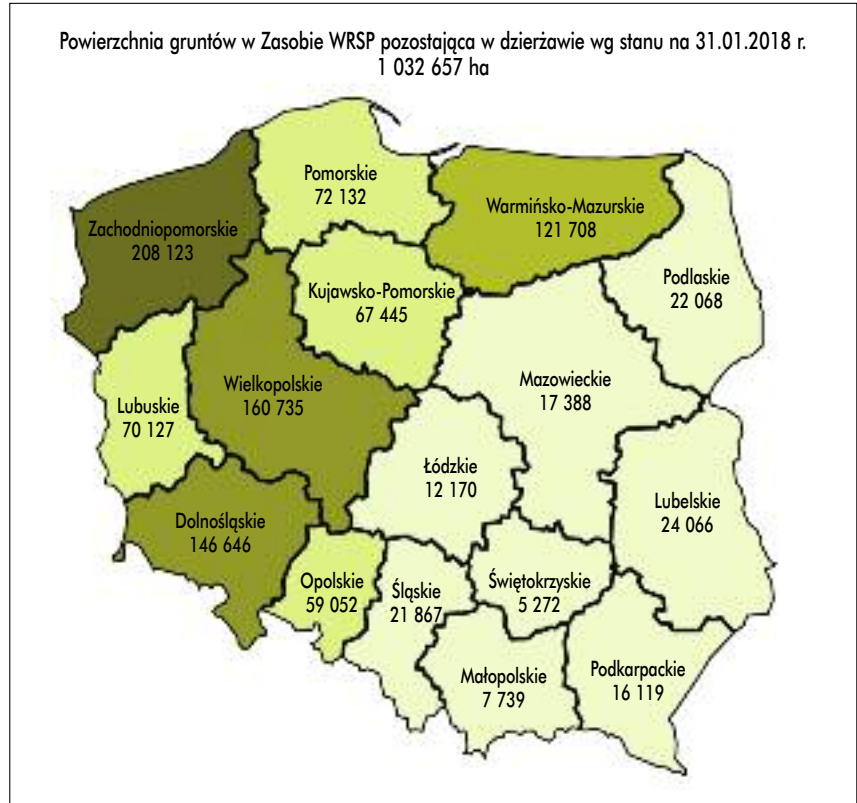 Powierzchnia gruntów w Zasobie WRSP pozostająca w dzierżawie wg stanu na 31.01.2018 r.
1 032 657 ha
Pomorskie
72 132
Warmińsko-Mazurskie
121 708
Zachodniopomorskie
208 123
Podlaskie
22 068
Kujawsko-Pomorskie
67 445
Mazowieckie
17 388
Wielkopolskie
160 735
Lubuskie
70 127
Łódzkie
12 170
Lubelskie
24 066
Dolnośląskie
146 646
Opolskie
59 052
Śląskie
21 867
Świętokrzyskie
5 272
Małopolskie
7 739
Podkarpackie
16 119